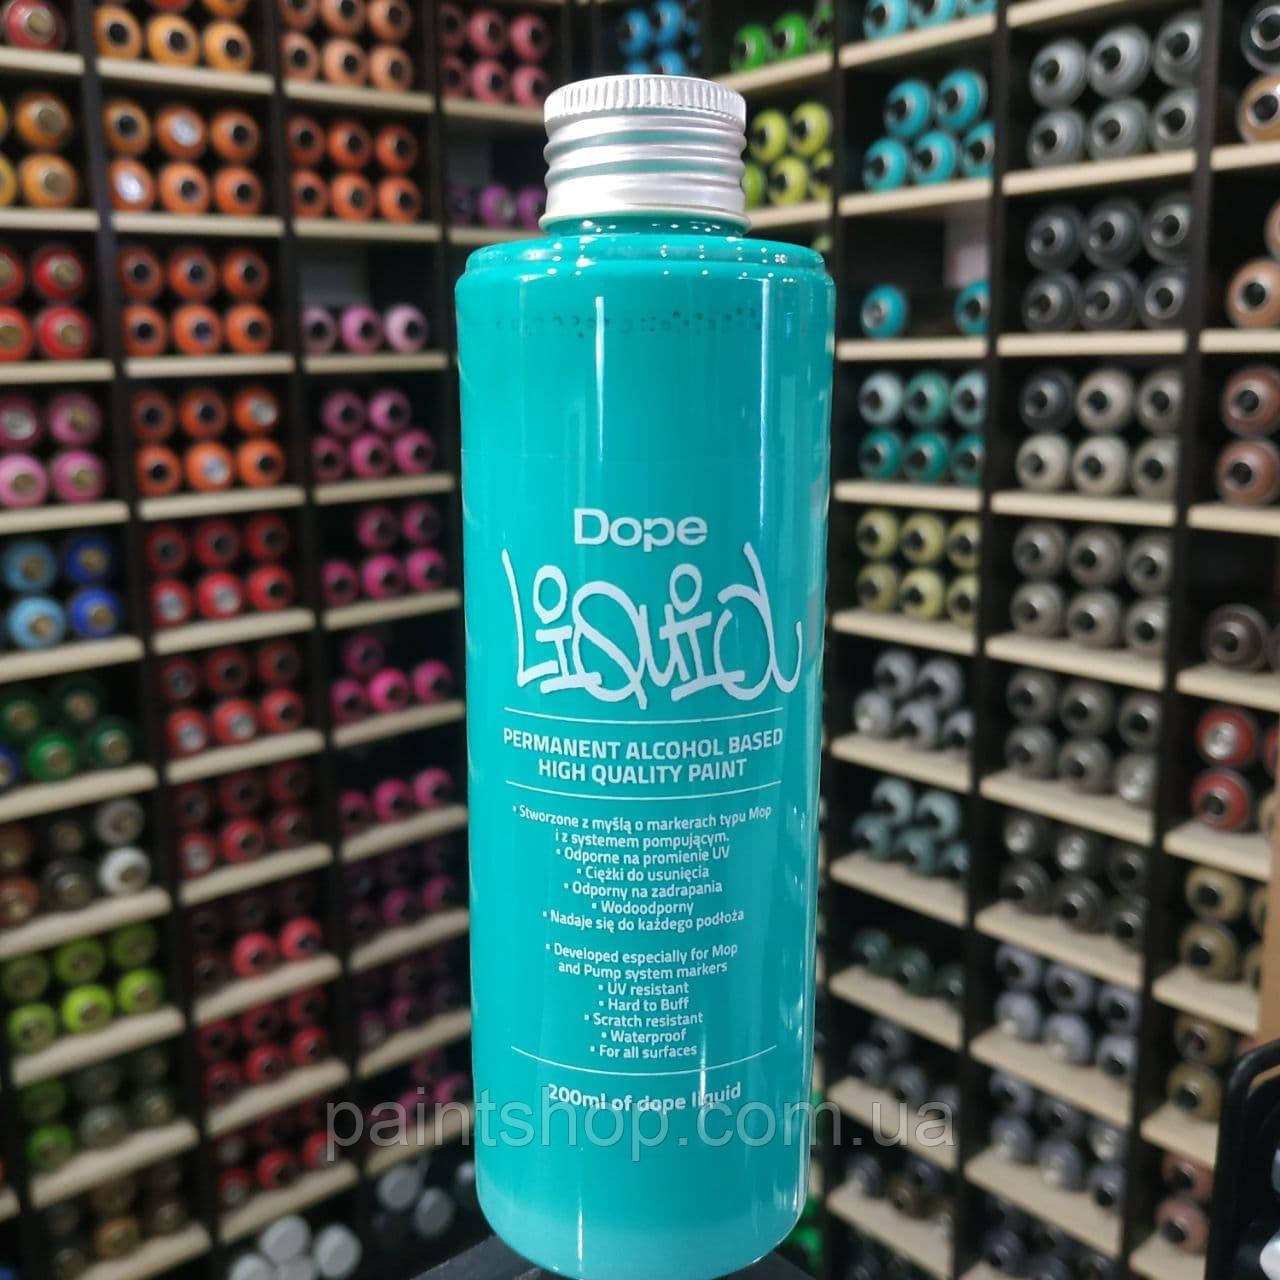 Dope
LiQuid
PERMANENT ALCOHOL BASED
HIGH QUALITY PAINT
• Stworzone z myślą o markerach typu Mop
i z systemem pompującym.
• Odporne na promienie UV
• Ciężki do usunięcia
• Odporny na zadrapania
• Wodoodporny
• Nadaje się do każdego podłoża
• Developed especially for Mop
and Pump system markers
• UV resistant
• Hard to Buff
• Scratch resistant
• Waterproof
• For all surfaces
200ml of dope liquid
paintshop.com.ua